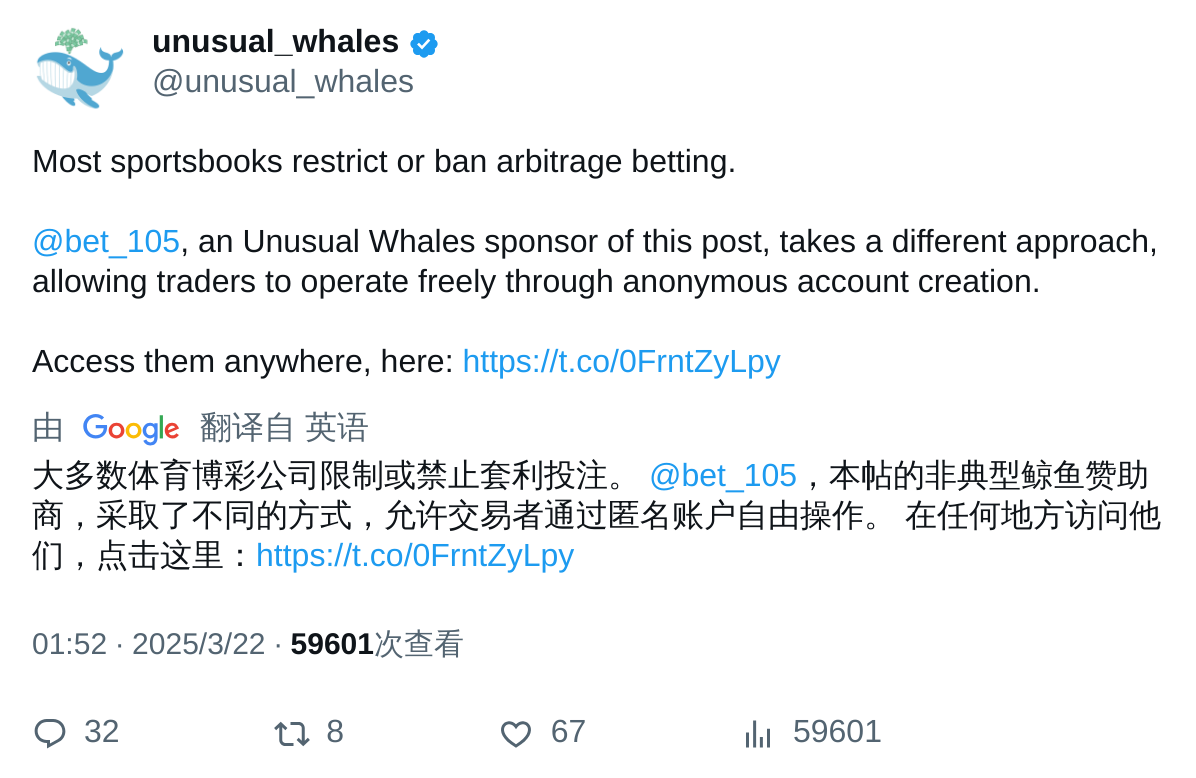 unusual_whales
@unusual_whales
Most sportsbooks restrict or ban arbitrage betting.
@bet_105, an Unusual Whales sponsor of this post, takes a different approach,
allowing traders to operate freely through anonymous account creation.
Access them anywhere, here: https://t.co/0FrntZyLpy
由 Google 翻译自 英语
大多数体育博彩公司限制或禁止套利投注。 @bet_105，本帖的非典型鲸鱼赞助
商，采取了不同的方式，允许交易者通过匿名账户自由操作。 在任何地方访问他
们，点击这里：https://t.co/0FrntZyLpy
01:52 · 2025/3/22 · 59601次查看
32 8 67 59601